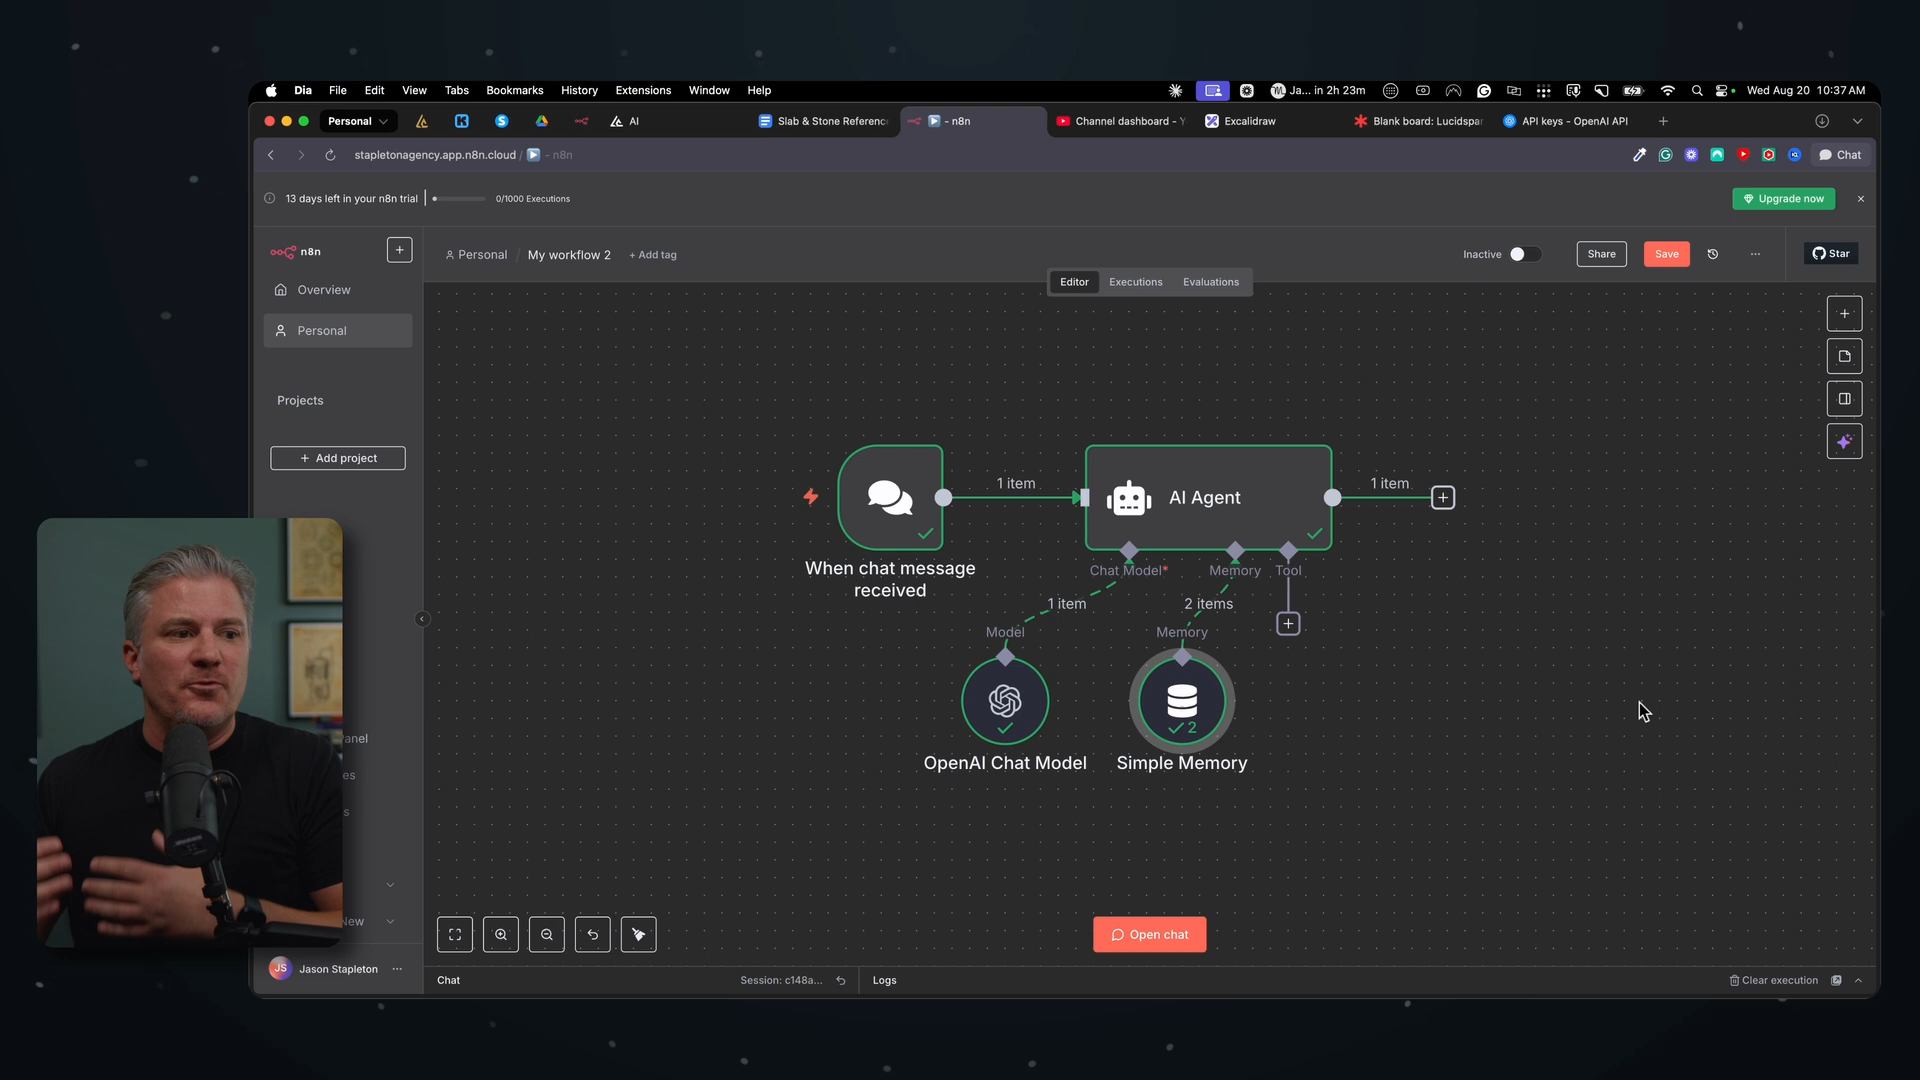 Dia File Edit View Tabs Bookmarks History Extensions Window Help Ja... in 2h 23m Wed Aug 20 10:37 AM
Personal AI Slab & Stone Referenc - n8n Channel dashboard - Y Excalidraw Blank board: Lucidspar API keys - OpenAI API
stapletonagency.app.n8n.cloud / - n8n Chat
13 days left in your n8n trial 0/1000 Executions Upgrade now
n8n Personal / My workflow 2 + Add tag Inactive Share Save ... Star
Editor Executions Evaluations
Overview
Personal
Projects
+ Add project
1 item
1 item
AI Agent
When chat message
received
Chat Model* Memory Tool
1 item 2 items
Model Memory
2
OpenAI Chat Model Simple Memory
anel
es
s
New
Open chat
JS Jason Stapleton ...
Chat Session: c148a... Logs Clear execution